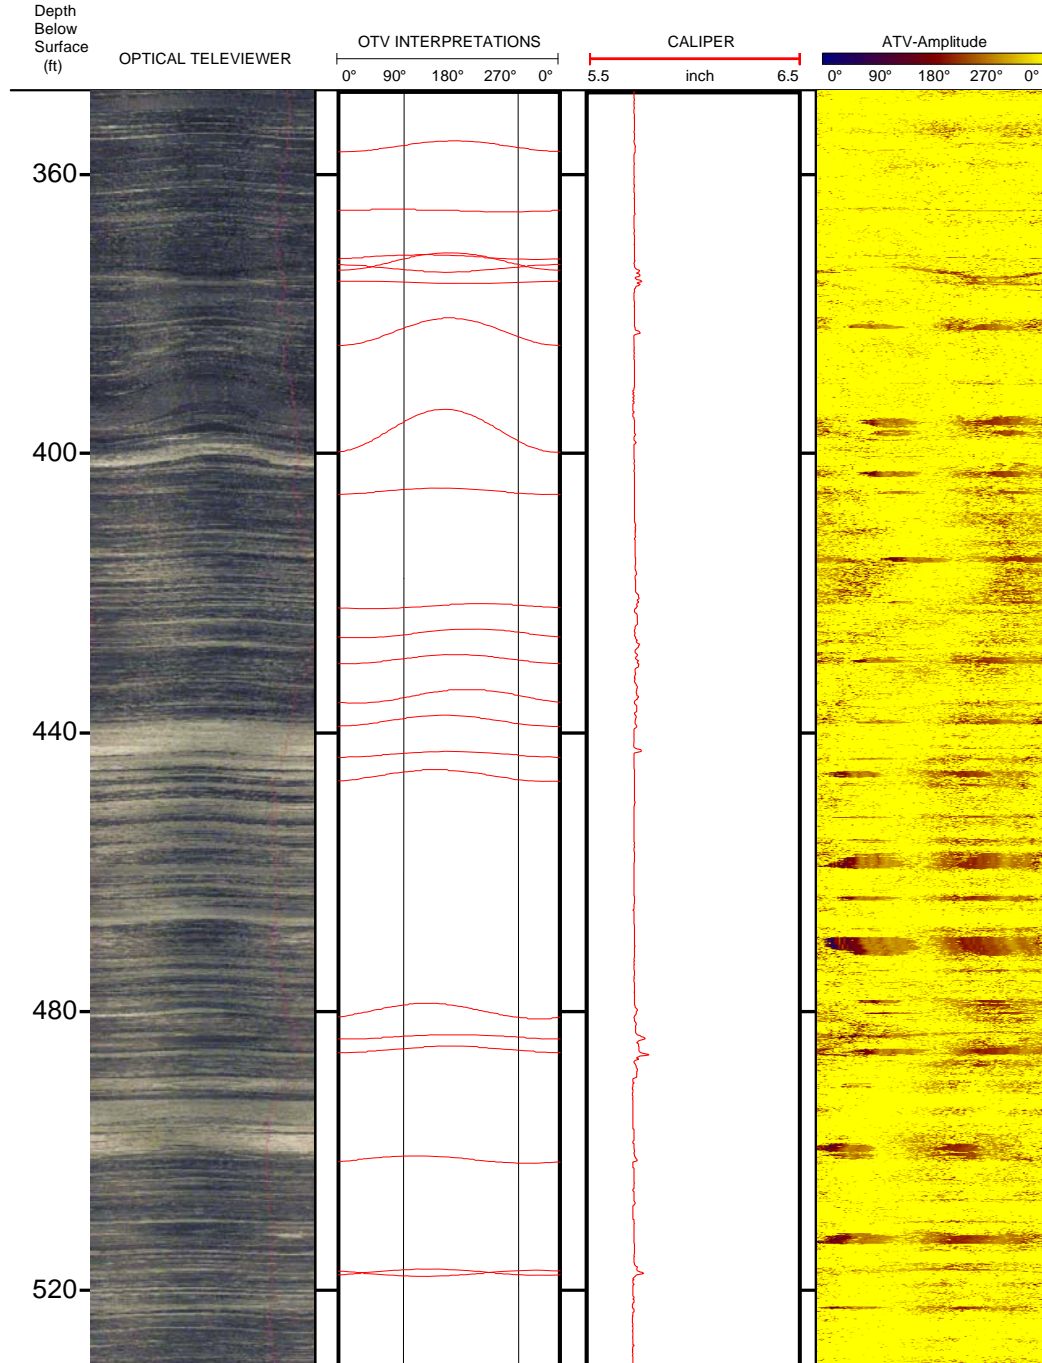 Depth
Below
Surface
(ft)
OPTICAL TELEVIEWER
OTV INTERPRETATIONS
0° 90° 180° 270° 0°
CALIPER
5.5 inch 6.5
ATV-Amplitude
0° 90° 180° 270° 0°
360
400
440
480
520